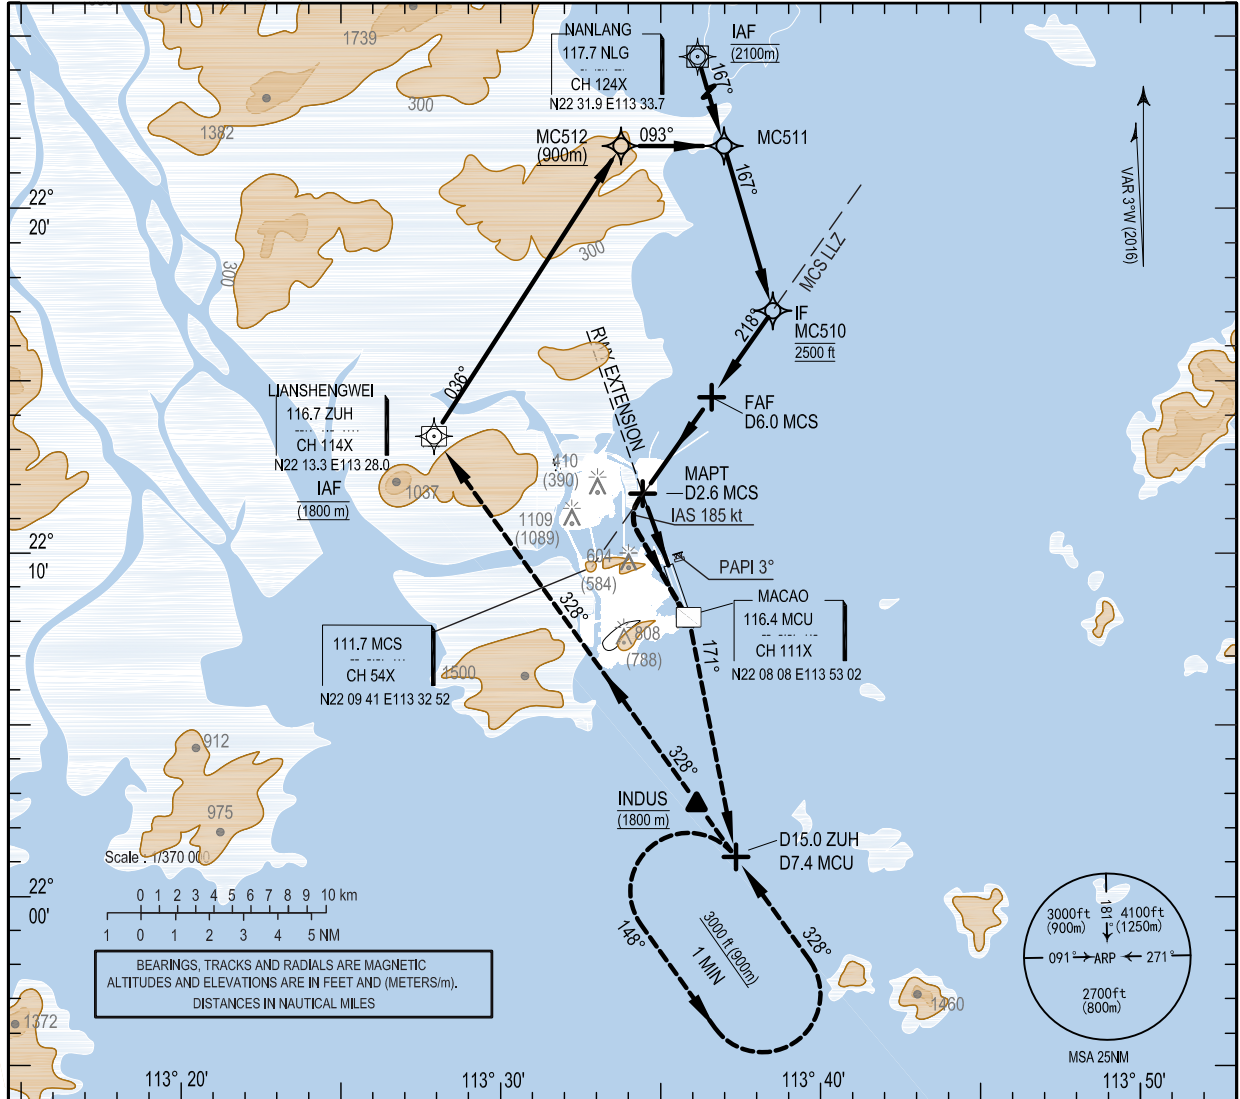 1739
300
1382
NANLANG
117.7 NLG
CH 124X
N22 31.9 E113 33.7
IAF
(2100m)
167°
MC512
(900m)
093°
MC511
167°
VAR 3°W (2016)
22°
20'
300
300
MCS LLZ
218°
IF
MC510
2500 ft
RWY EXTENSION
036°
LIANSHENGWEI
116.7 ZUH
CH 114X
N22 13.3 E113 28.0
IAF
(1800 m)
1037
FAF
D6.0 MCS
410
(390)
MAPT
D2.6 MCS
IAS 185 kt
1109
(1089)
22°
10'
604
(584)
PAPI 3°
328°
MACAO
116.4 MCU
CH 111X
N22 08 08 E113 53 02
111.7 MCS
CH 54X
N22 09 41 E113 32 52
808
(788)
1500
171°
912
975
328°
INDUS
(1800 m)
D15.0 ZUH
D7.4 MCU
Scale : 1/370 000
22°
00'
0 1 2 3 4 5 6 7 8 9 10 km
1 0 1 2 3 4 5 NM
148°
3000 ft (900m)
1 MIN
328°
3000ft
(900m)
181°
4100ft
(1250m)
091°
ARP
271°
2700ft
(800m)
MSA 25NM
BEARINGS, TRACKS AND RADIALS ARE MAGNETIC
ALTITUDES AND ELEVATIONS ARE IN FEET AND (METERS/m).
DISTANCES IN NAUTICAL MILES
1372
1460
113° 20'
113° 30'
113° 40'
113° 50'